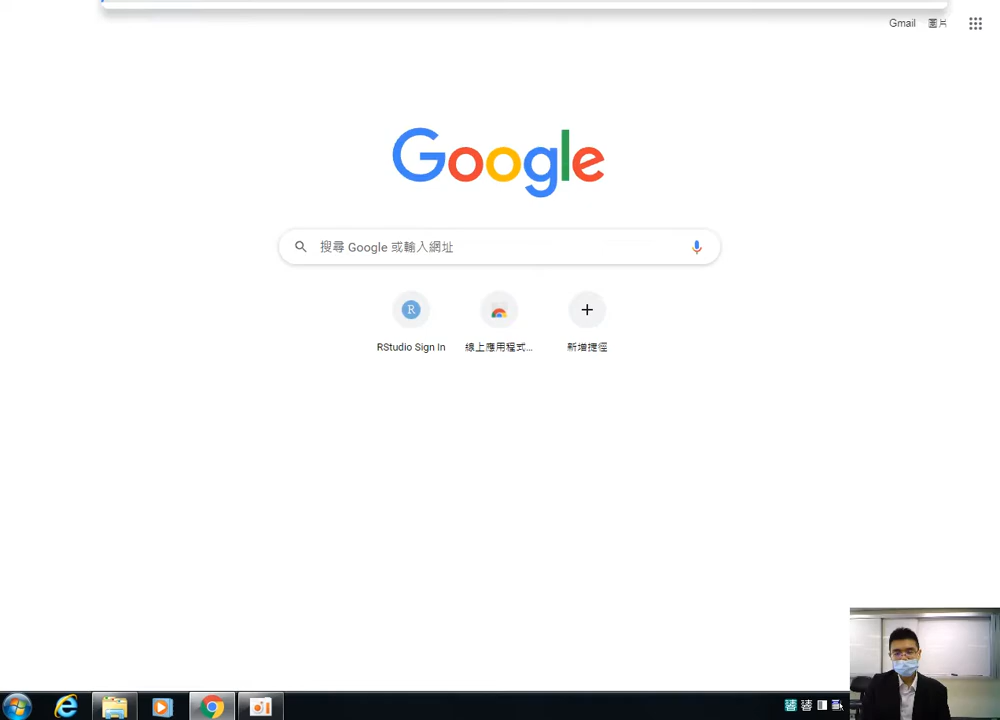 Gmail 圖片
Google
搜尋 Google 或輸入網址
R
RStudio Sign In
線上應用程式...
新增捷徑